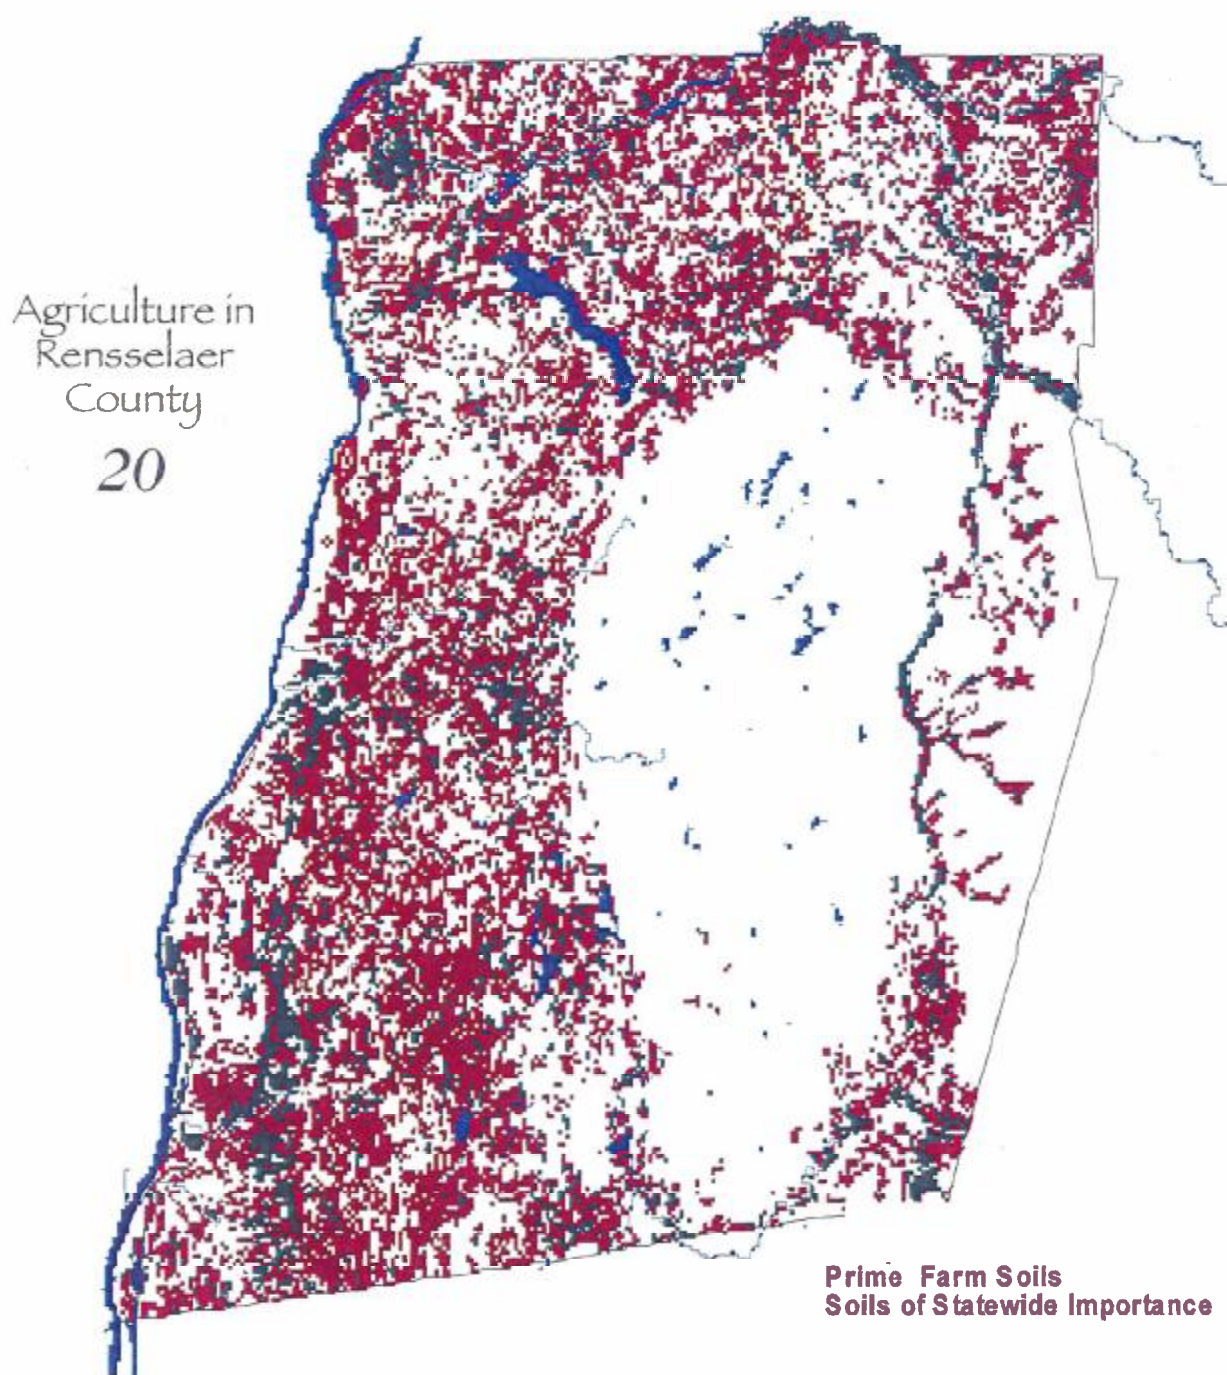 Agriculture in
Rensselaer
County
20
Prime Farm Soils
Soils of Statewide Importance